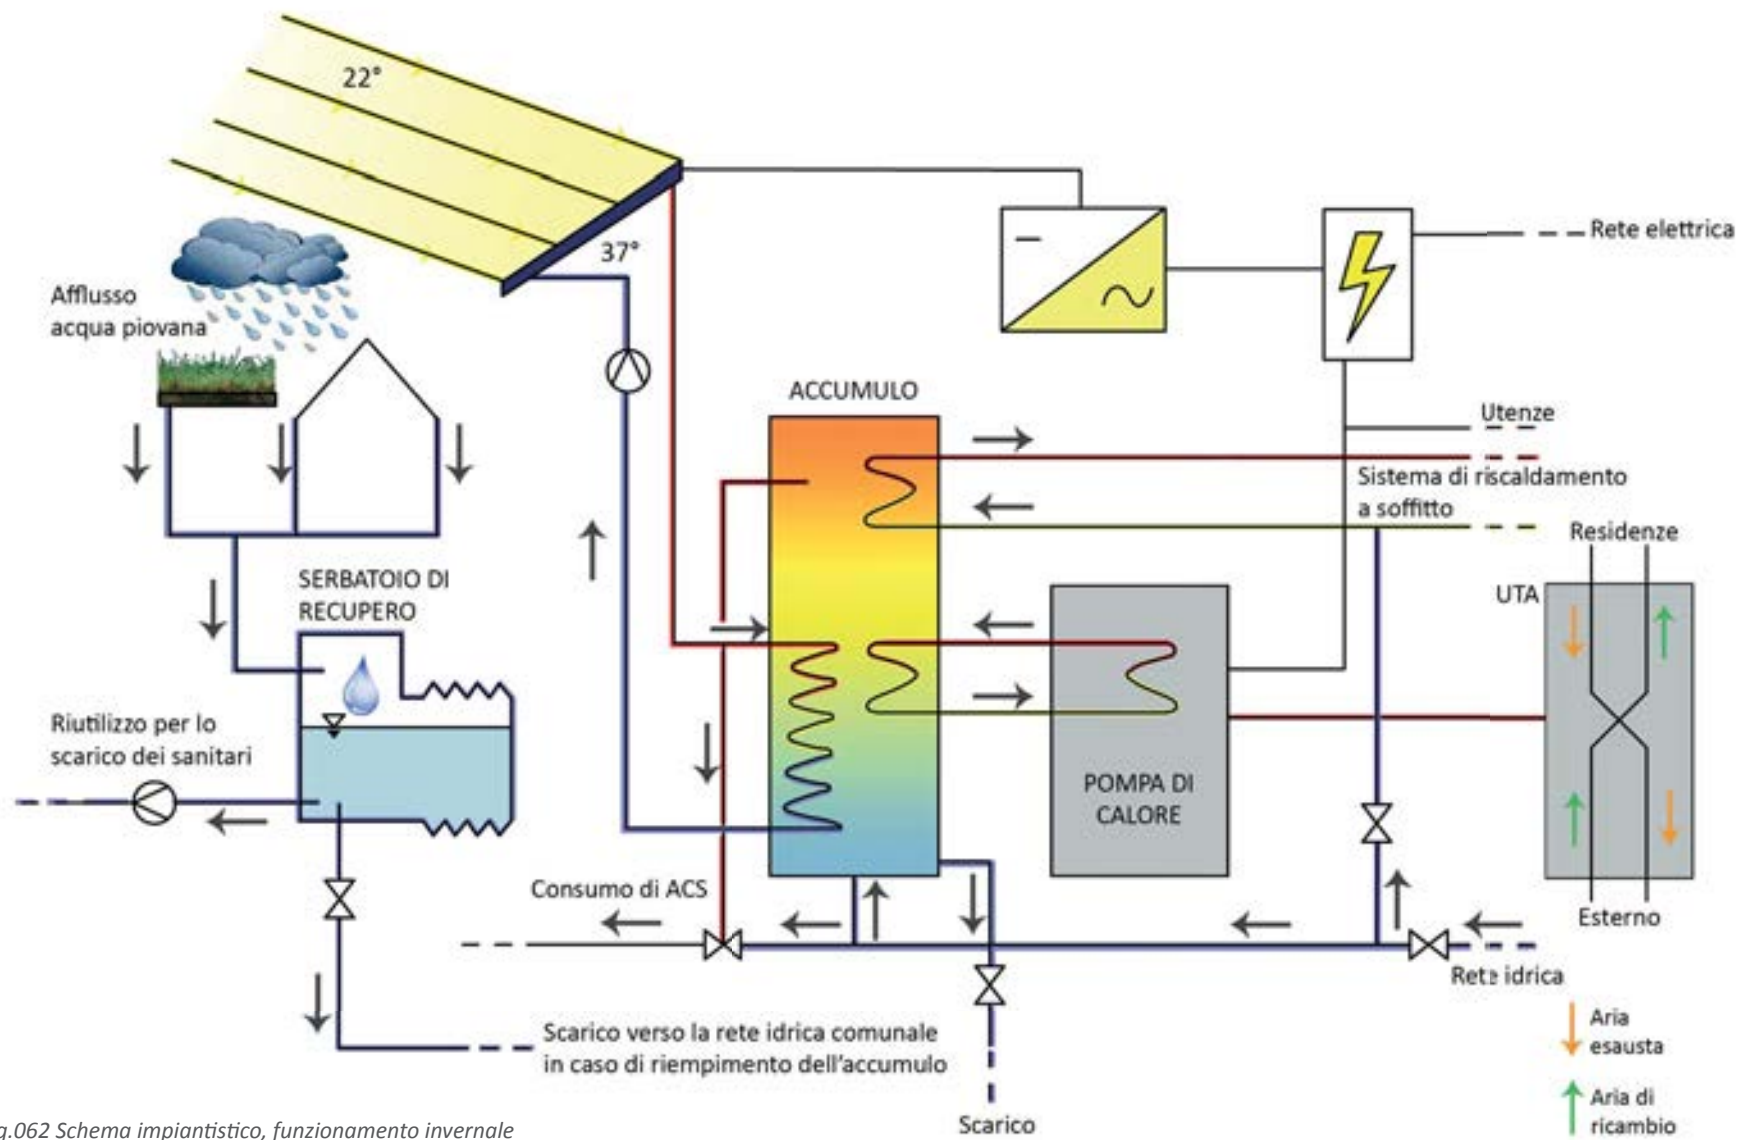 22°
37°
Afflusso
acqua piovana
Rete elettrica
ACCUMULO
Utenze
Sistema di riscaldamento
a soffitto
Residenze
UTA
SERBATOIO DI
RECUPERO
Riutilizzo per lo
scarico dei sanitari
POMPA DI
CALORE
Consumo di ACS
Esterno
Rete idrica
Scarico verso la rete idrica comunale
in caso di riempimento dell'accumulo
Scarico
Aria
esausta
Aria di
ricambio
g.062 Schema impiantistico, funzionamento invernale